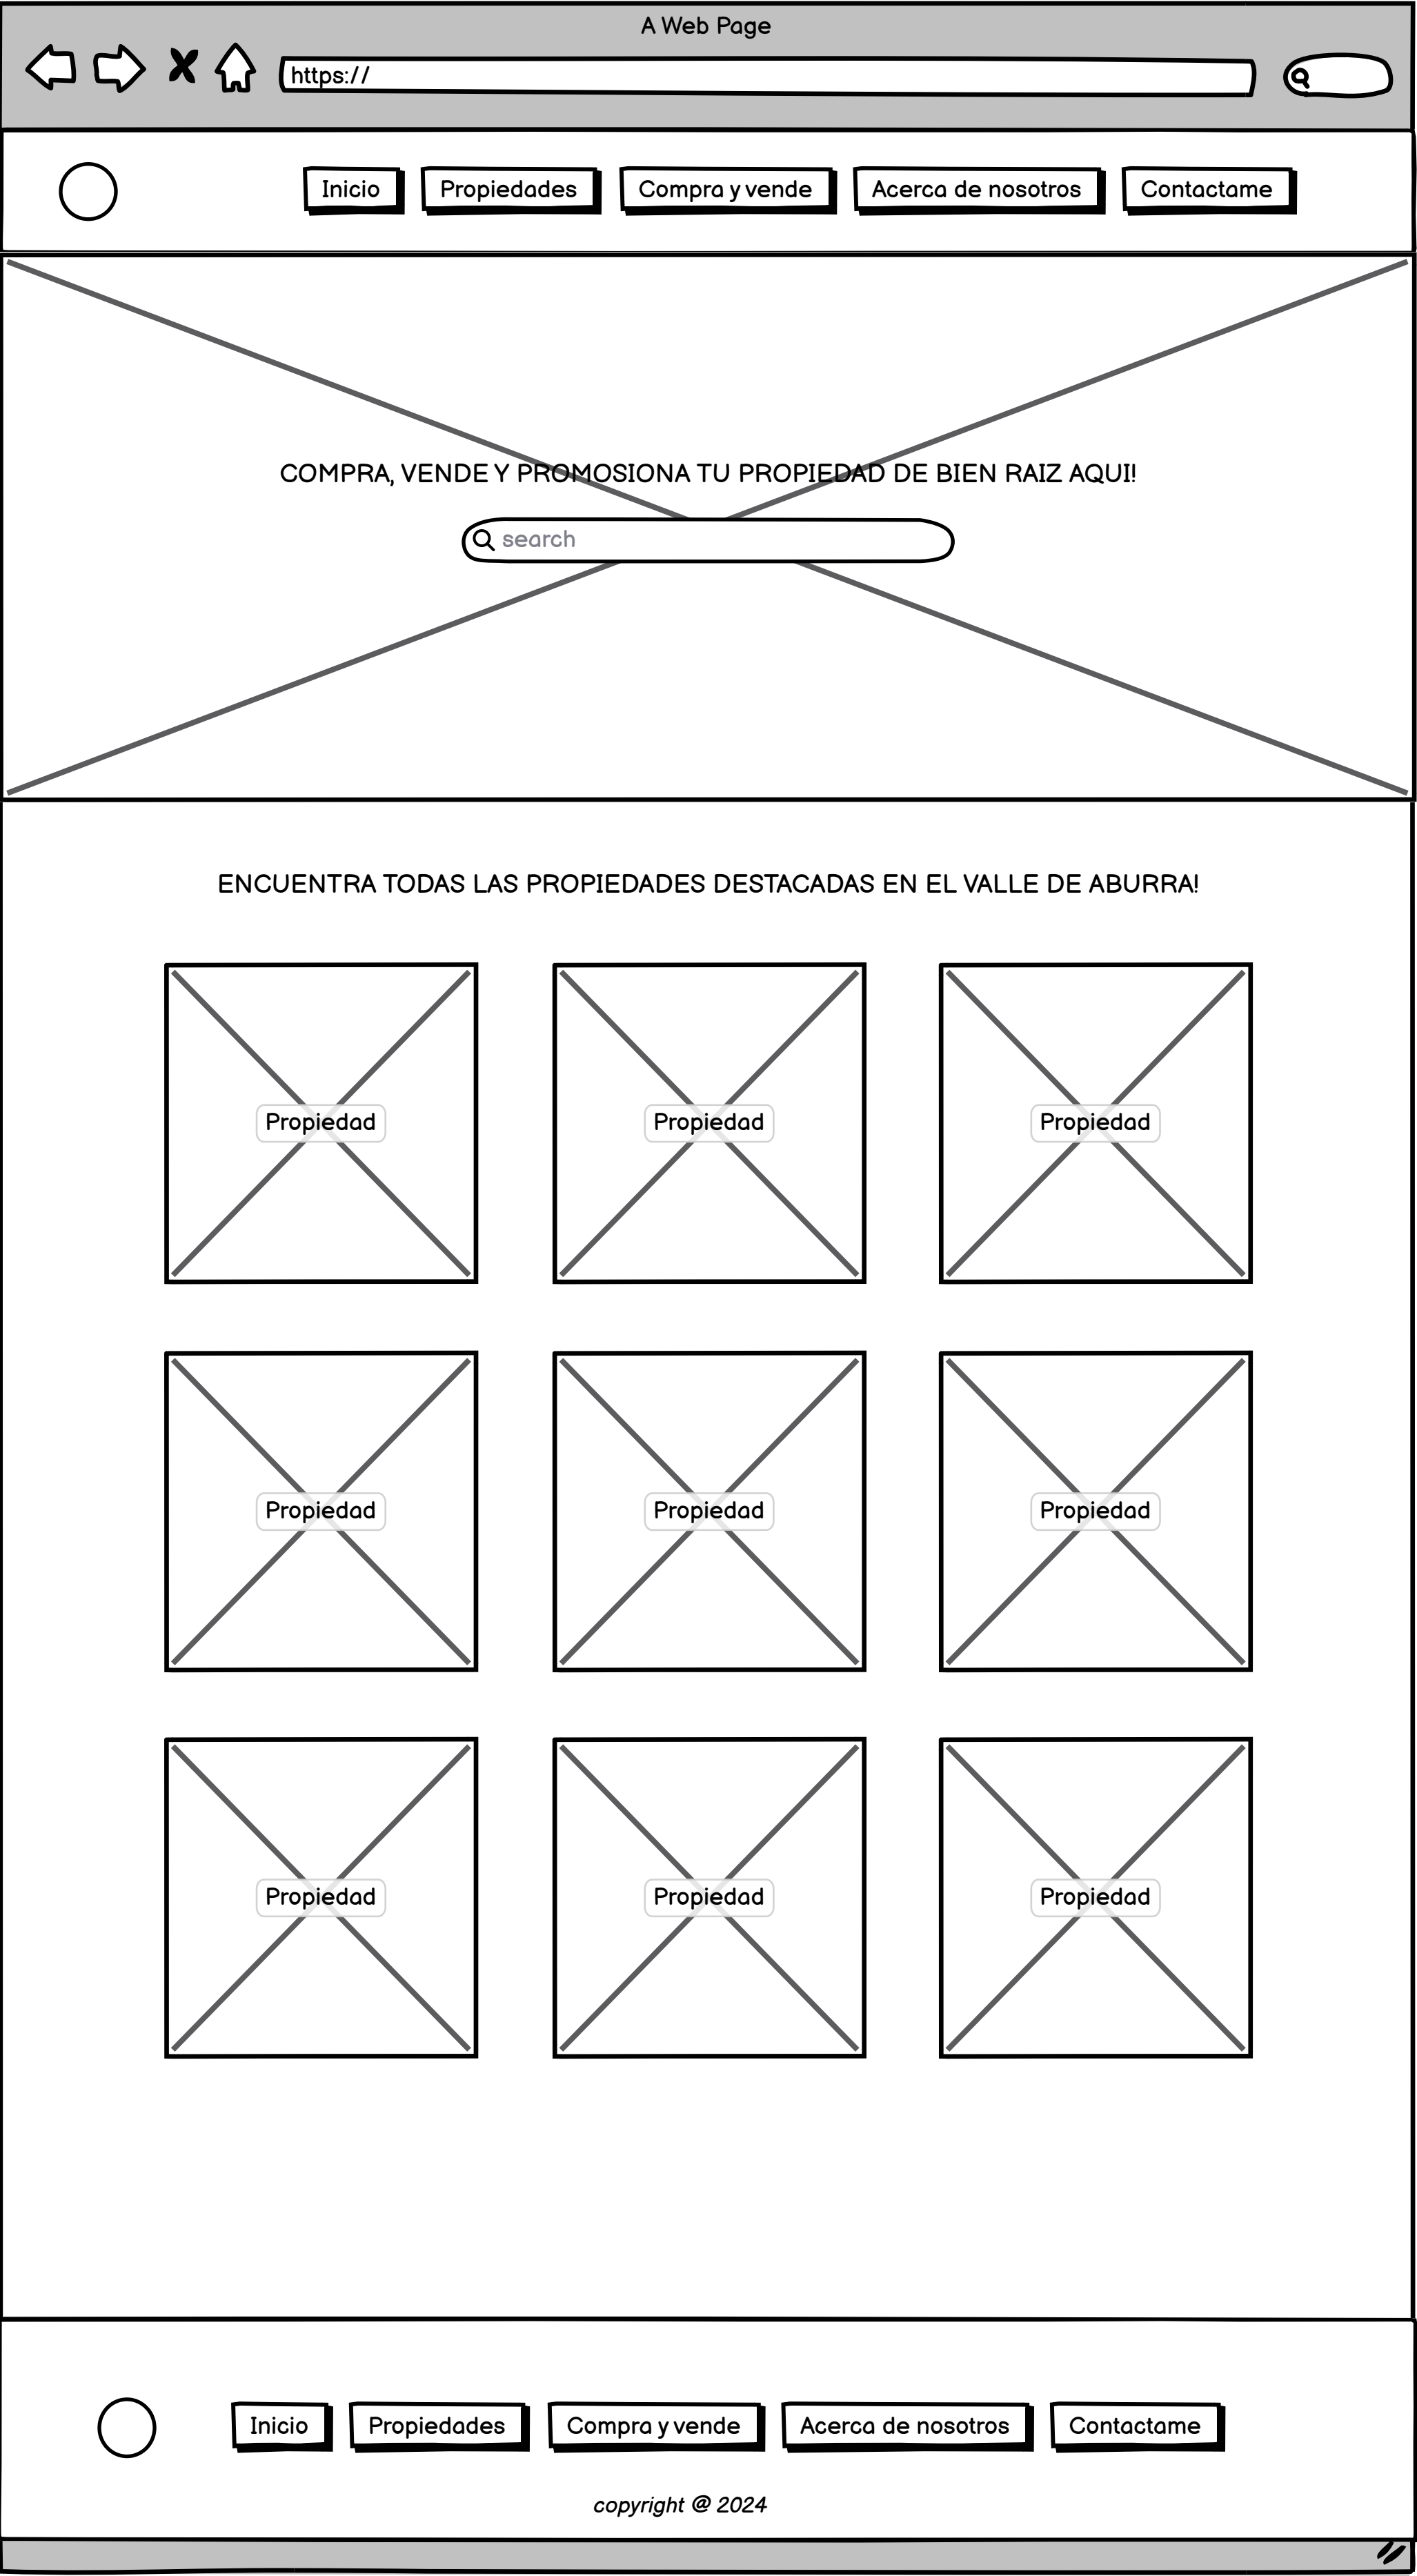 A Web Page
https://
Inicio Propiedades Compra y vende Acerca de nosotros Contactame
COMPRA, VENDE Y PROMOSIONA TU PROPIEDAD DE BIEN RAIZ AQUI!
search
ENCUENTRA TODAS LAS PROPIEDADES DESTACADAS EN EL VALLE DE ABURRA!
Propiedad Propiedad Propiedad
Propiedad Propiedad Propiedad
Propiedad Propiedad Propiedad
Inicio Propiedades Compra y vende Acerca de nosotros Contactame
copyright @ 2024